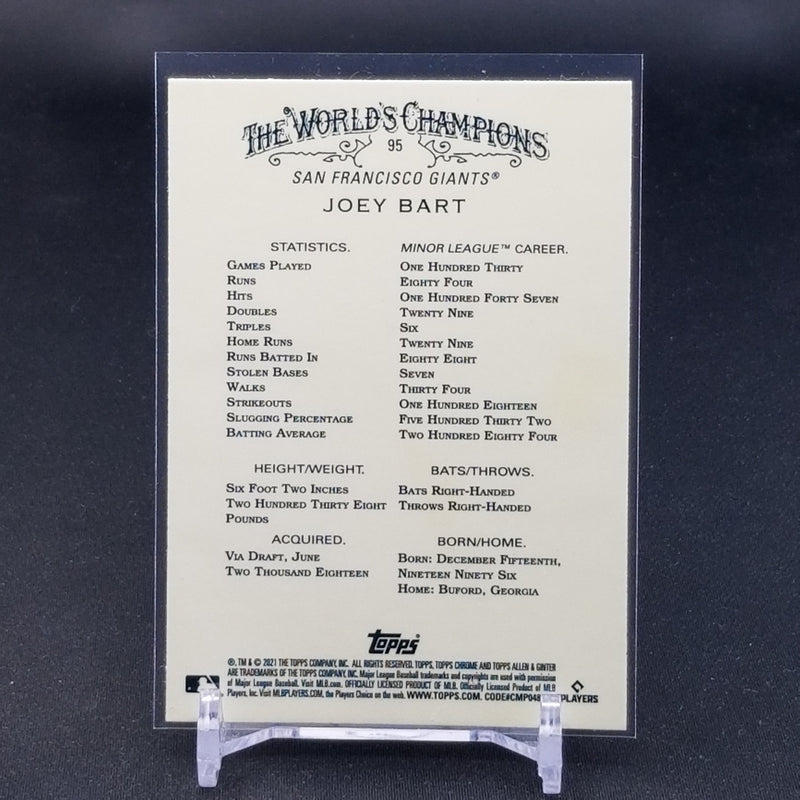 THE WORLD'S CHAMPIONS
95
SAN FRANCISCO GIANTS®
JOEY BART
STATISTICS. MINOR LEAGUE™ CAREER.
GAMES PLAYED ONE HUNDRED THIRTY
RUNS EIGHTY FOUR
HITS ONE HUNDRED FORTY SEVEN
DOUBLES TWENTY NINE
TRIPLES SIX
HOME RUNS TWENTY NINE
RUNS BATTED IN EIGHTY EIGHT
STOLEN BASES SEVEN
WALKS THIRTY FOUR
STRIKEOUTS ONE HUNDRED EIGHTEEN
SLUGGING PERCENTAGE FIVE HUNDRED THIRTY TWO
BATTING AVERAGE TWO HUNDRED EIGHTY FOUR
HEIGHT/WEIGHT. BATS/THROWS.
SIX FOOT TWO INCHES BATS RIGHT-HANDED
TWO HUNDRED THIRTY EIGHT THROWS RIGHT-HANDED
POUNDS
ACQUIRED. BORN/HOME.
VIA DRAFT, JUNE BORN: DECEMBER FIFTEENTH,
TWO THOUSAND EIGHTEEN NINETEEN NINETY SIX
HOME: BUFORD, GEORGIA
topps®
®, TM & © 2021 THE TOPPS COMPANY, INC. ALL RIGHTS RESERVED. TOPPS, TOPPS CHROME AND TOPPS ALLEN & GINTER
ARE TRADEMARKS OF THE TOPPS COMPANY, INC. Major League Baseball trademarks and copyrights are used with permission
of Major League Baseball. Visit MLB.com. OFFICIALLY LICENSED PRODUCT OF MLB. Officially Licensed Product of MLB
Players, Inc. Visit MLBPLAYERS.COM, the Players Choice on the web. WWW.TOPPS.COM. CODE#CMP048 PLAYERS